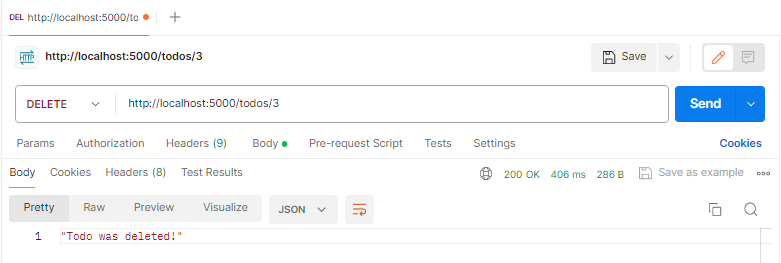 DEL http://localhost:5000/to
HTTP http://localhost:5000/todos/3 Save
DELETE http://localhost:5000/todos/3 Send
Params Authorization Headers (9) Body Pre-request Script Tests Settings Cookies
Body Cookies Headers (8) Test Results 200 OK 406 ms 286 B Save as example
Pretty Raw Preview Visualize JSON
1 "Todo was deleted!"